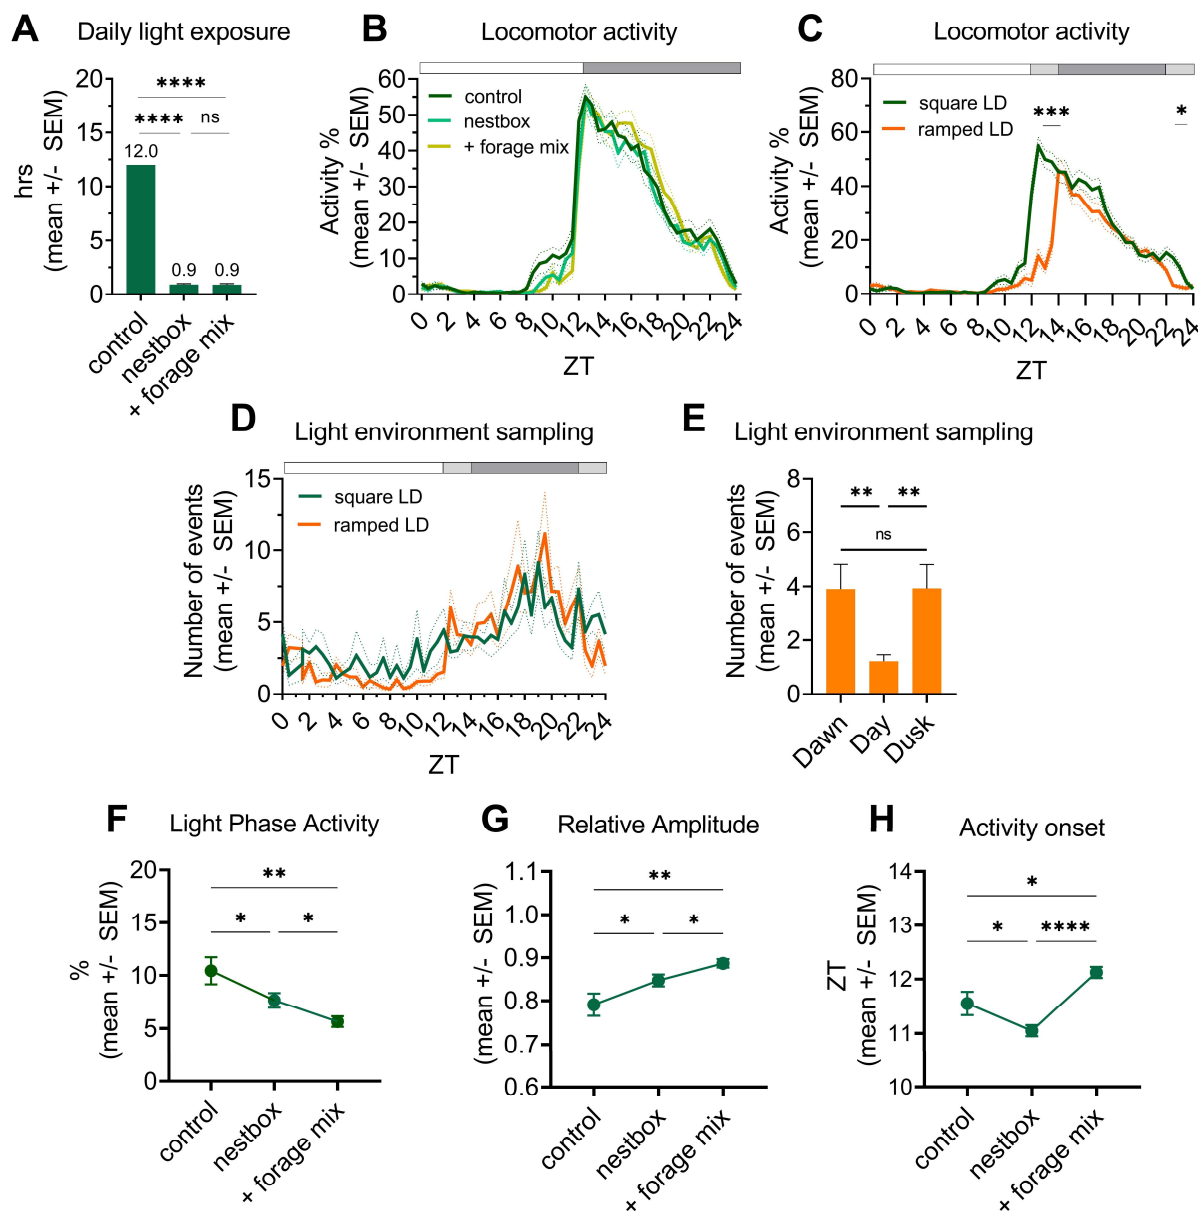 A
Daily light exposure
hrs
(mean +/- SEM)
20
15
10
5
0
****
**** ns
12.0
0.9 0.9
control
nestbox
+ forage mix
B
Locomotor activity
Activity %
(mean +/- SEM)
60
50
40
30
20
10
0
control
nestbox
+ forage mix
0 2 4 6 8 10 12 14 16 18 20 22 24
ZT
C
Locomotor activity
Activity %
(mean +/- SEM)
80
60
40
20
0
square LD
ramped LD
*** *
0 2 4 6 8 10 12 14 16 18 20 22 24
ZT
D
Light environment sampling
Number of events
(mean +/- SEM)
15
10
5
0
square LD
ramped LD
0 2 4 6 8 10 12 14 16 18 20 22 24
ZT
E
Light environment sampling
Number of events
(mean +/- SEM)
8
6
4
2
0
** **
ns
Dawn
Day
Dusk
F
Light Phase Activity
%
(mean +/- SEM)
20
15
10
5
0
**
* *
control
nestbox
+ forage mix
G
Relative Amplitude
(mean +/- SEM)
1.1
1.0
0.9
0.8
0.7
0.6
**
* *
control
nestbox
+ forage mix
H
Activity onset
ZT
(mean +/- SEM)
14
13
12
11
10
*
* ****
control
nestbox
+ forage mix